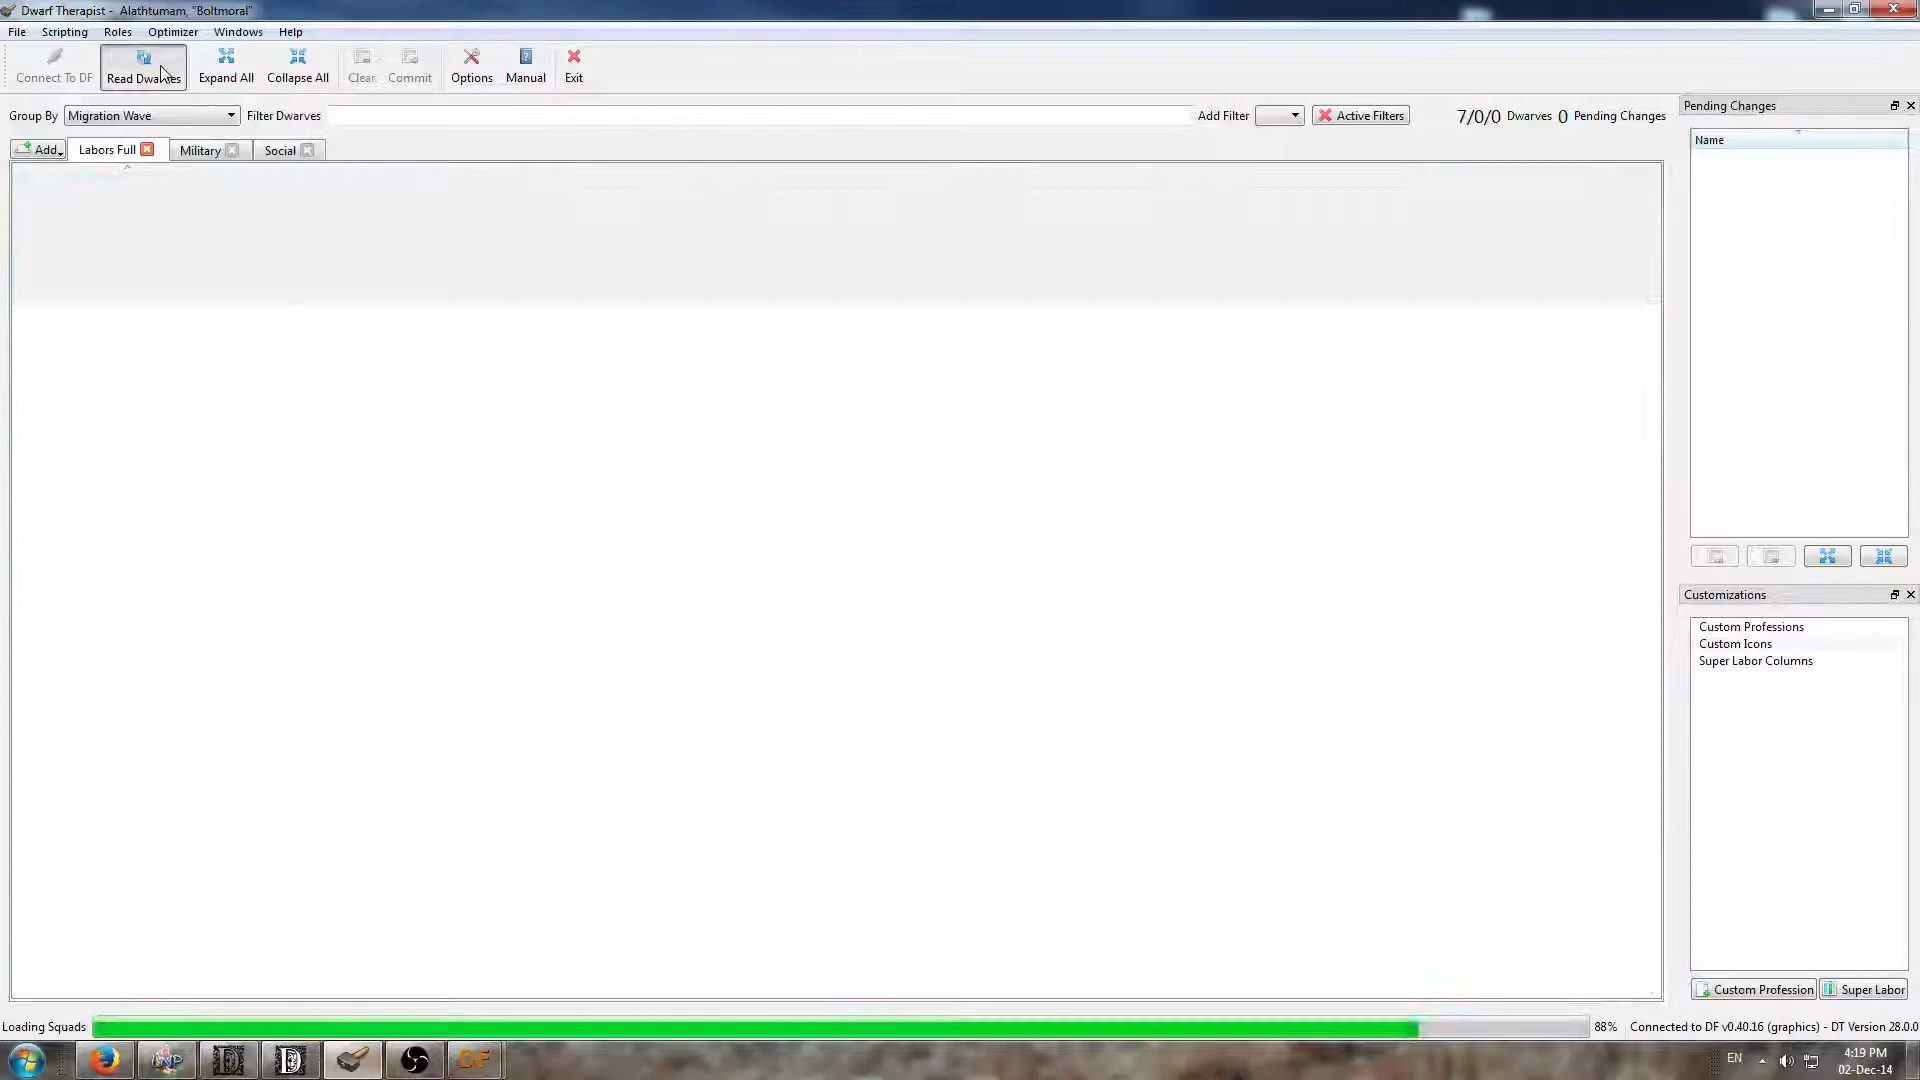 Dwarf Therapist - Alathtumam, "Boltmoral"
File Scripting Roles Optimizer Windows Help
Connect To DF Read Dwarves Expand All Collapse All Clear Commit Options Manual Exit
Group By Migration Wave Filter Dwarves Add Filter Active Filters 7/0/0 Dwarves 0 Pending Changes
Add Labors Full Military Social
Pending Changes
Name
Customizations
Custom Professions
Custom Icons
Super Labor Columns
Custom Profession Super Labor
Loading Squads 88% Connected to DF v0.40.16 (graphics) - DT Version 28.0.0
DF EN 4:19 PM
02-Dec-14